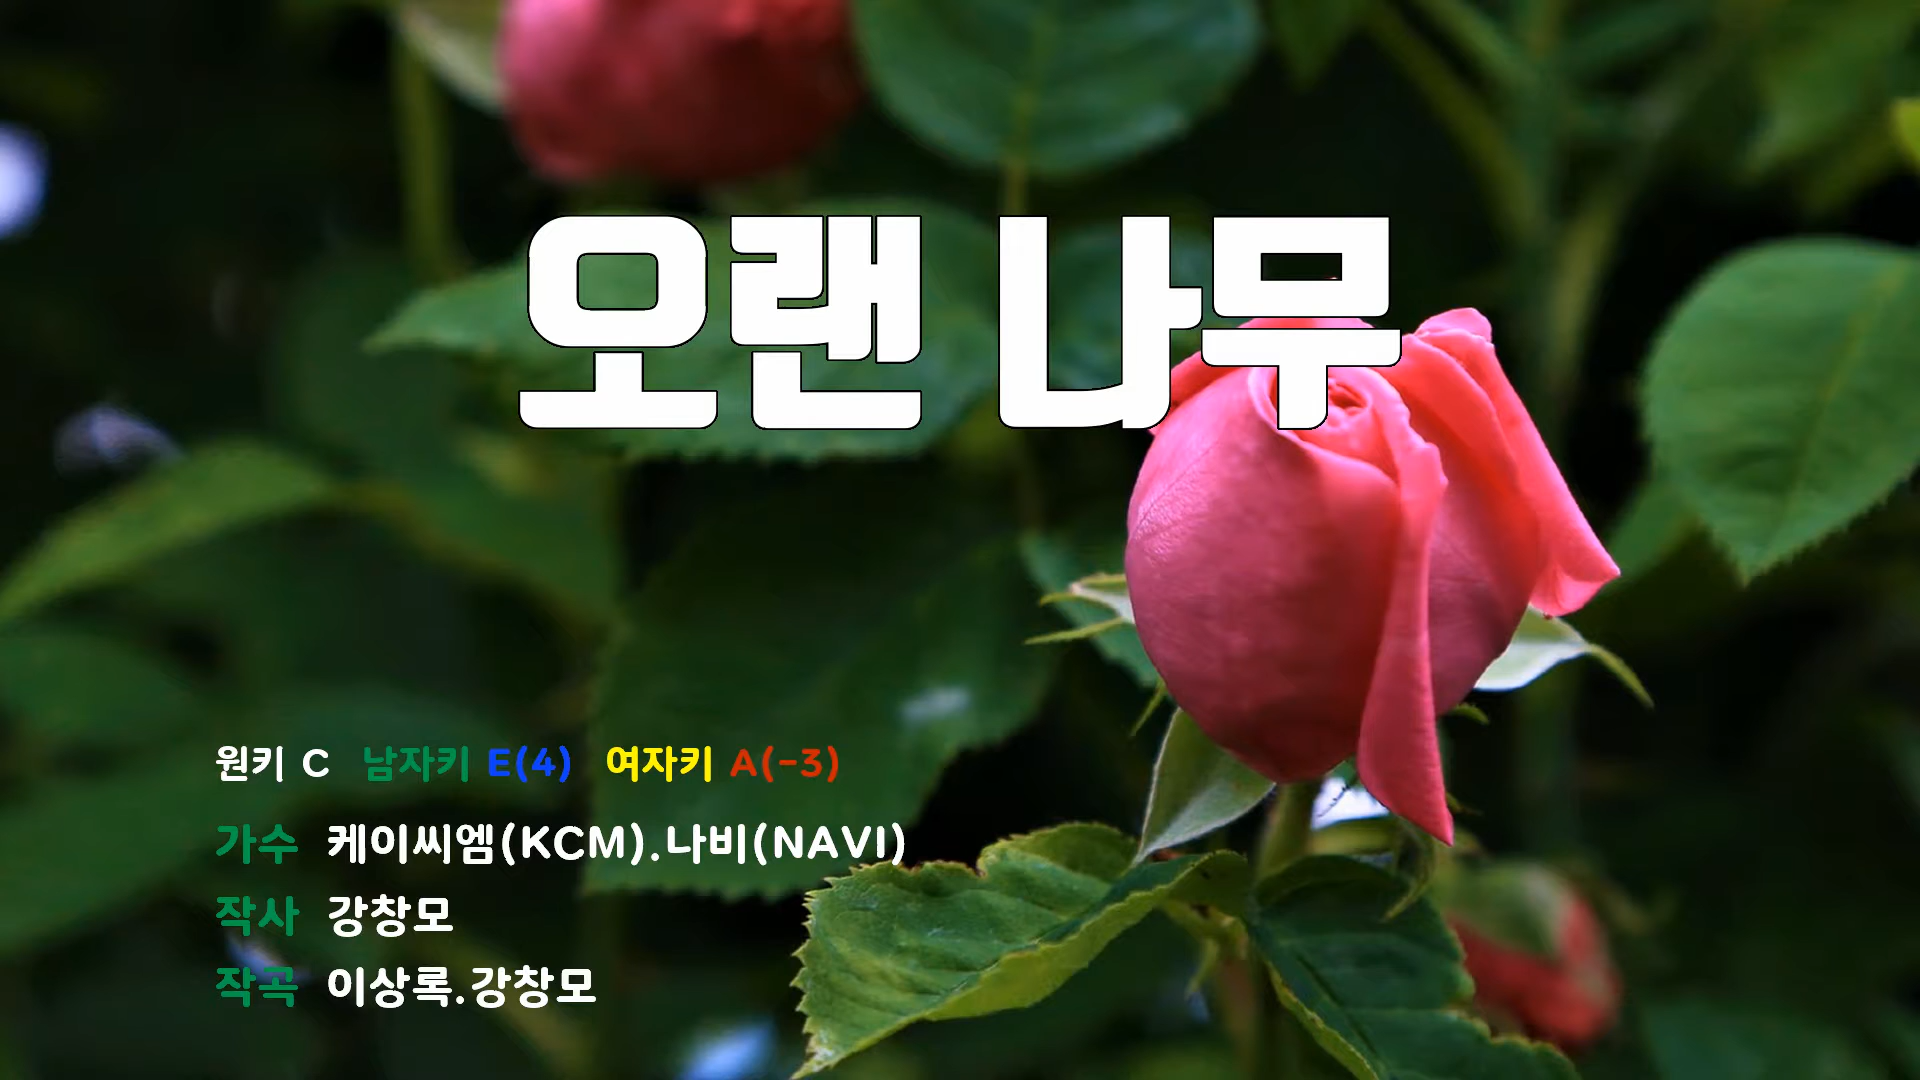 오랜 나무
원키 C 남자키 E(4) 여자키 A(-3)
가수 케이씨엠(KCM).나비(NAVI)
작사 강창모
작곡 이상록.강창모